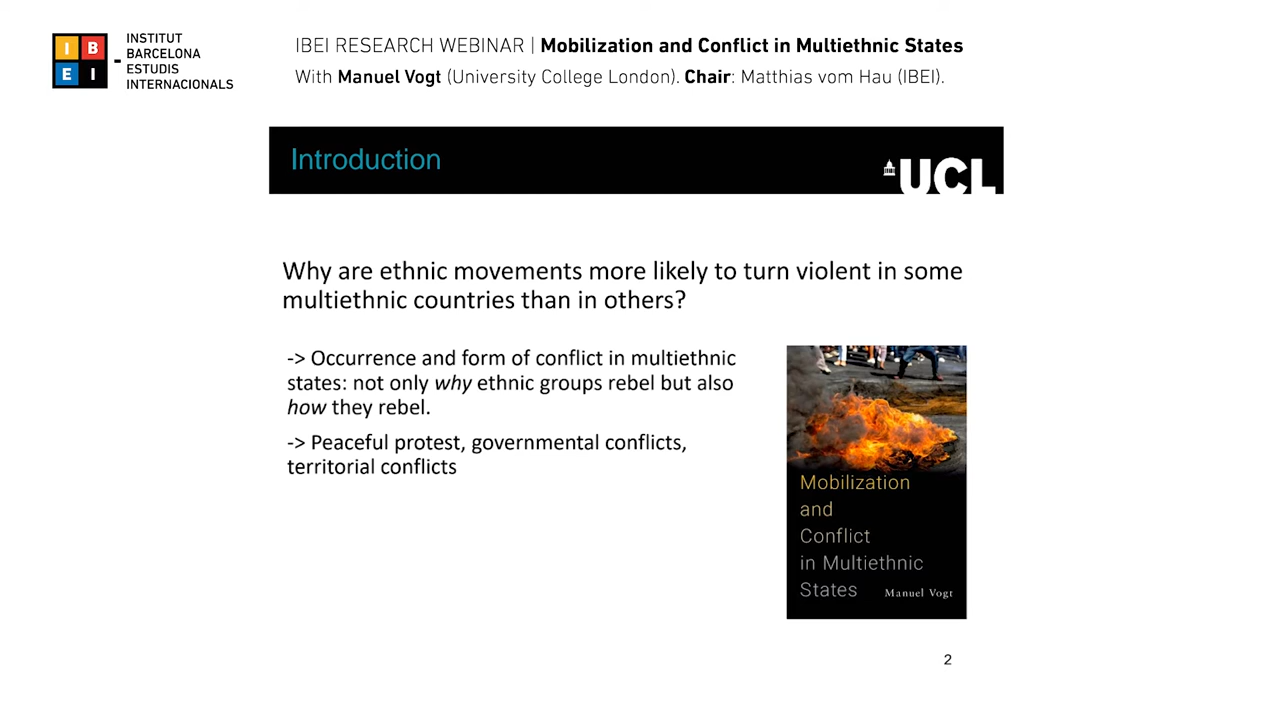 I B E I
INSTITUT
BARCELONA
ESTUDIS
INTERNACIONALS
IBEI RESEARCH WEBINAR | Mobilization and Conflict in Multiethnic States
With Manuel Vogt (University College London). Chair: Matthias vom Hau (IBEI).
Introduction
UCL
Why are ethnic movements more likely to turn violent in some
multiethnic countries than in others?
-> Occurrence and form of conflict in multiethnic
states: not only why ethnic groups rebel but also
how they rebel.
-> Peaceful protest, governmental conflicts,
territorial conflicts
Mobilization
and
Conflict
in Multiethnic
States
Manuel Vogt
2